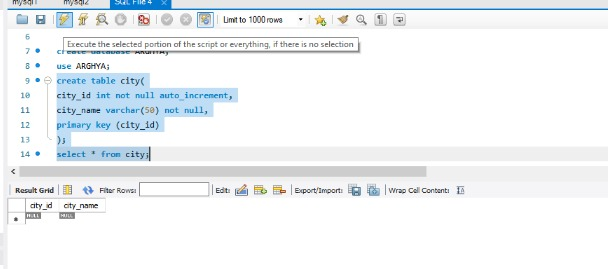 mysql1 mysql2 SQL File 4
Limit to 1000 rows
6
Execute the selected portion of the script or everything, if there is no selection
7 create database ARGHYA;
8 use ARGHYA;
9 create table city(
10 city_id int not null auto_increment,
11 city_name varchar(50) not null,
12 primary key (city_id)
13 );
14 select * from city;
Result Grid Filter Rows: Edit: Export/Import: Wrap Cell Content:
city_id city_name
* NULL NULL